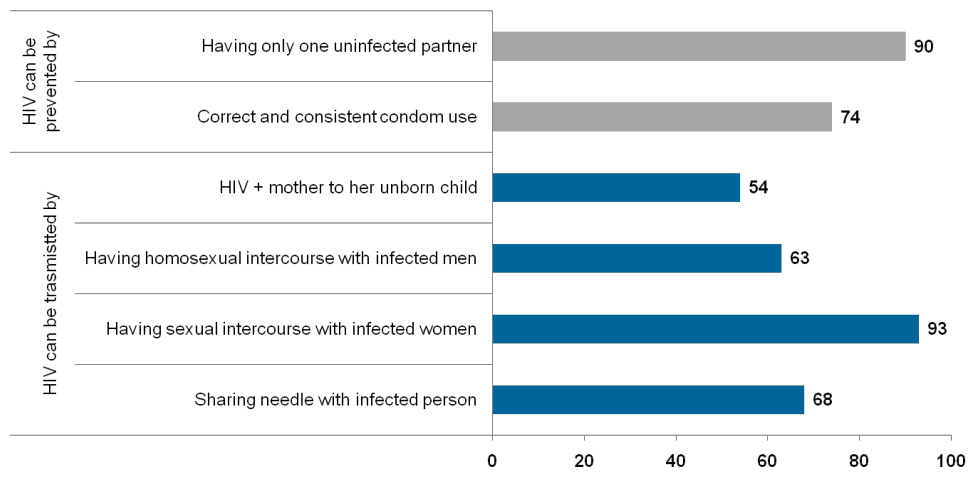 HIV can be
prevented by
Having only one uninfected partner
90
Correct and consistent condom use
74
HIV can be trasmistted by
HIV + mother to her unborn child
54
Having homosexual intercourse with infected men
63
Having sexual intercourse with infected women
93
Sharing needle with infected person
68
0 20 40 60 80 100